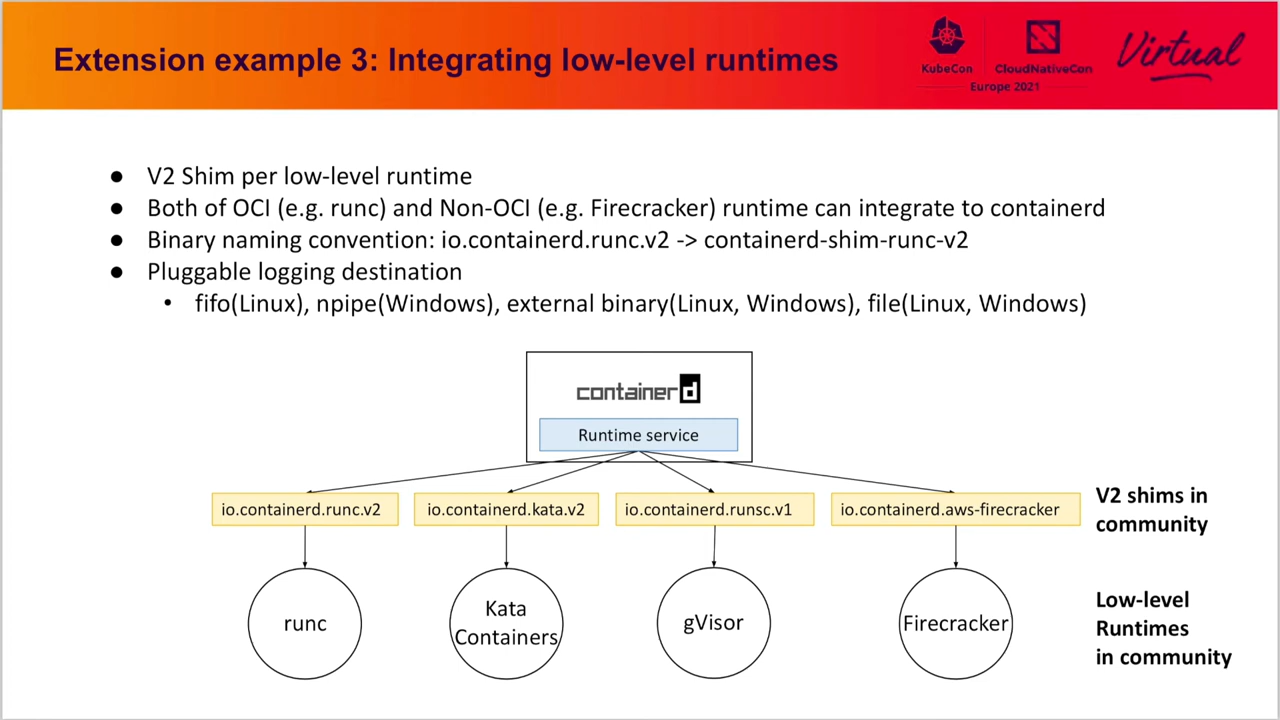 Extension example 3: Integrating low-level runtimes
KubeCon
CloudNativeCon
Europe 2021
Virtual
● V2 Shim per low-level runtime
● Both of OCI (e.g. runc) and Non-OCI (e.g. Firecracker) runtime can integrate to containerd
● Binary naming convention: io.containerd.runc.v2 -> containerd-shim-runc-v2
● Pluggable logging destination
• fifo(Linux), npipe(Windows), external binary(Linux, Windows), file(Linux, Windows)
containerd
Runtime service
io.containerd.runc.v2
io.containerd.kata.v2
io.containerd.runsc.v1
io.containerd.aws-firecracker
V2 shims in
community
runc
Kata
Containers
gVisor
Firecracker
Low-level
Runtimes
in community